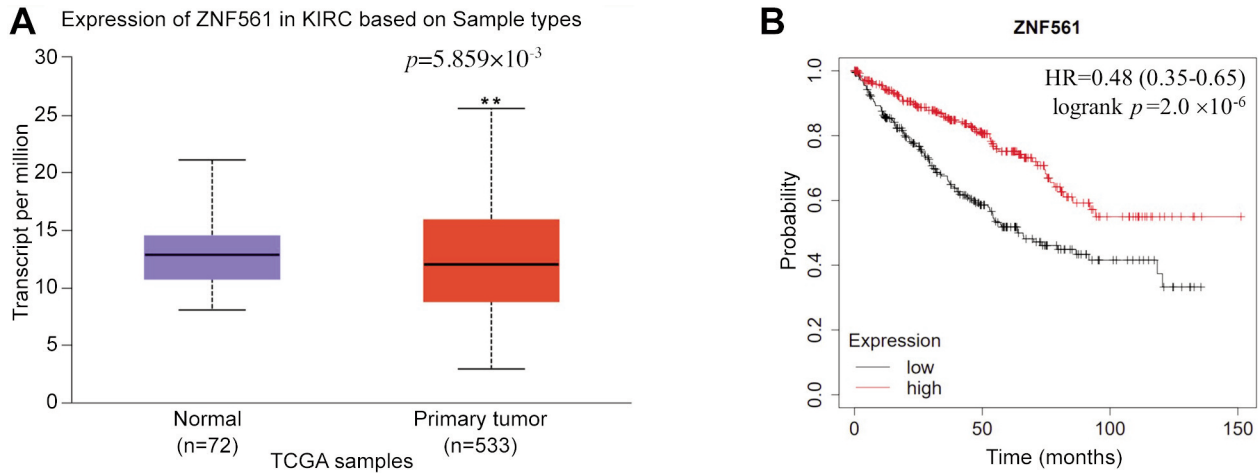 A
Expression of ZNF561 in KIRC based on Sample types
p=5.859×10⁻³
**
Transcript per million
30
25
20
15
10
5
0
Normal
(n=72)
Primary tumor
(n=533)
TCGA samples
B
ZNF561
HR=0.48 (0.35-0.65)
logrank p =2.0 ×10⁻⁶
Probability
1.0
0.8
0.6
0.4
0.2
0.0
Expression
low
high
0 50 100 150
Time (months)